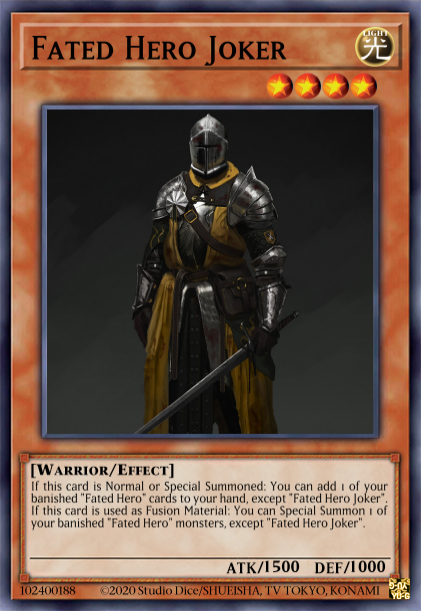 Fated Hero Joker
LIGHT
光
[Warrior/Effect]
If this card is Normal or Special Summoned: You can add 1 of your
banished "Fated Hero" cards to your hand, except "Fated Hero Joker".
If this card is used as Fusion Material: You can Special Summon 1 of
your banished "Fated Hero" monsters, except "Fated Hero Joker".
ATK/1500 DEF/1000
102400188 ©2020 Studio Dice/SHUEISHA, TV TOKYO, KONAMI